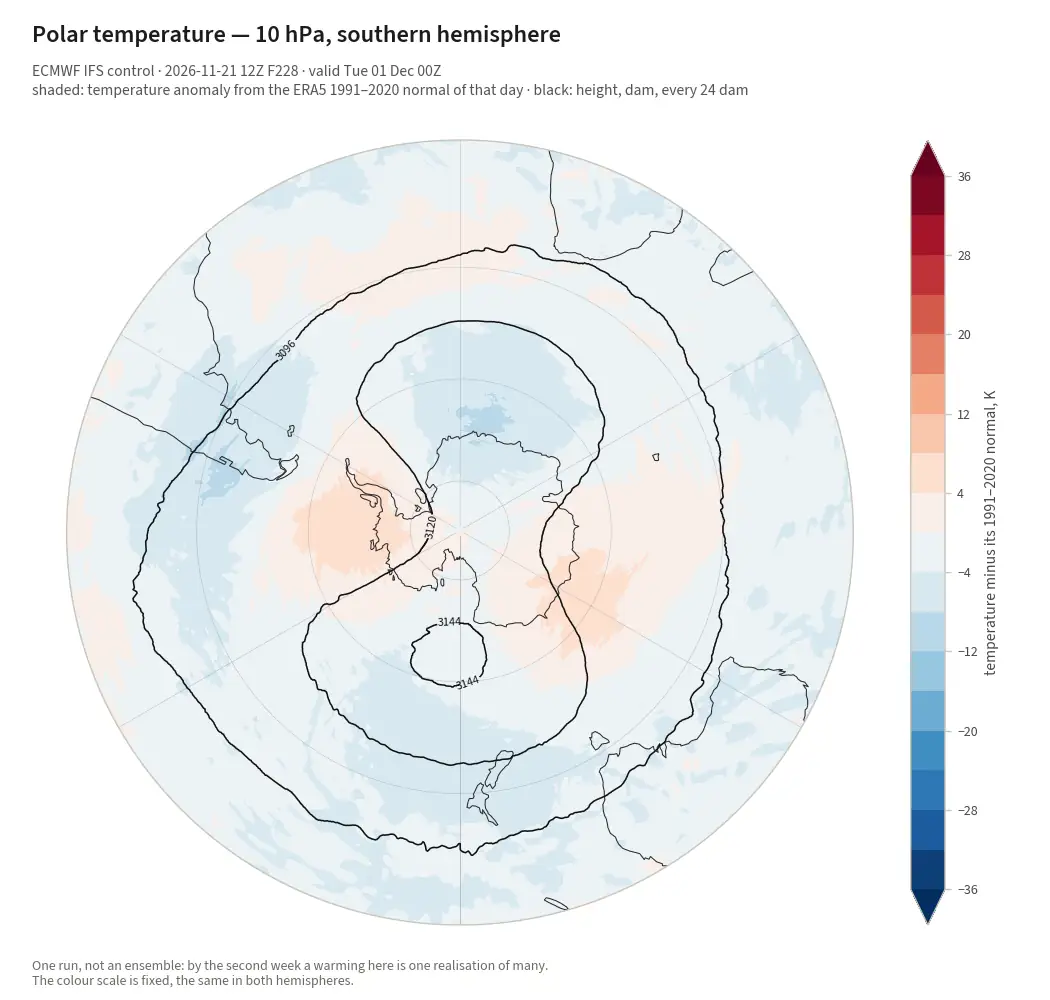 Polar temperature — 10 hPa, southern hemisphere
ECMWF IFS control · 2026-11-21 12Z F228 · valid Tue 01 Dec 00Z
shaded: temperature anomaly from the ERA5 1991–2020 normal of that day · black: height, dam, every 24 dam
36
28
20
12
4
−4
−12
−20
−28
−36
temperature minus its 1991–2020 normal, K
3096
3120
3144
3144
One run, not an ensemble: by the second week a warming here is one realisation of many.
The colour scale is fixed, the same in both hemispheres.